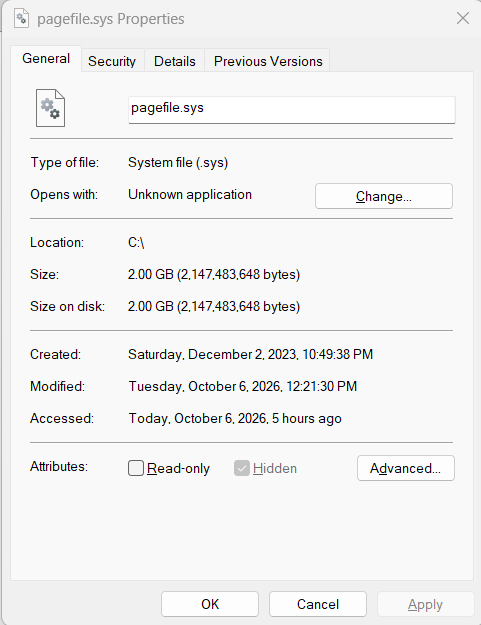 pagefile.sys Properties
General Security Details Previous Versions
pagefile.sys
Type of file: System file (.sys)
Opens with: Unknown application Change...
Location: C:\
Size: 2.00 GB (2,147,483,648 bytes)
Size on disk: 2.00 GB (2,147,483,648 bytes)
Created: Saturday, December 2, 2023, 10:49:38 PM
Modified: Tuesday, October 6, 2026, 12:21:30 PM
Accessed: Today, October 6, 2026, 5 hours ago
Attributes: Read-only Hidden Advanced...
OK Cancel Apply